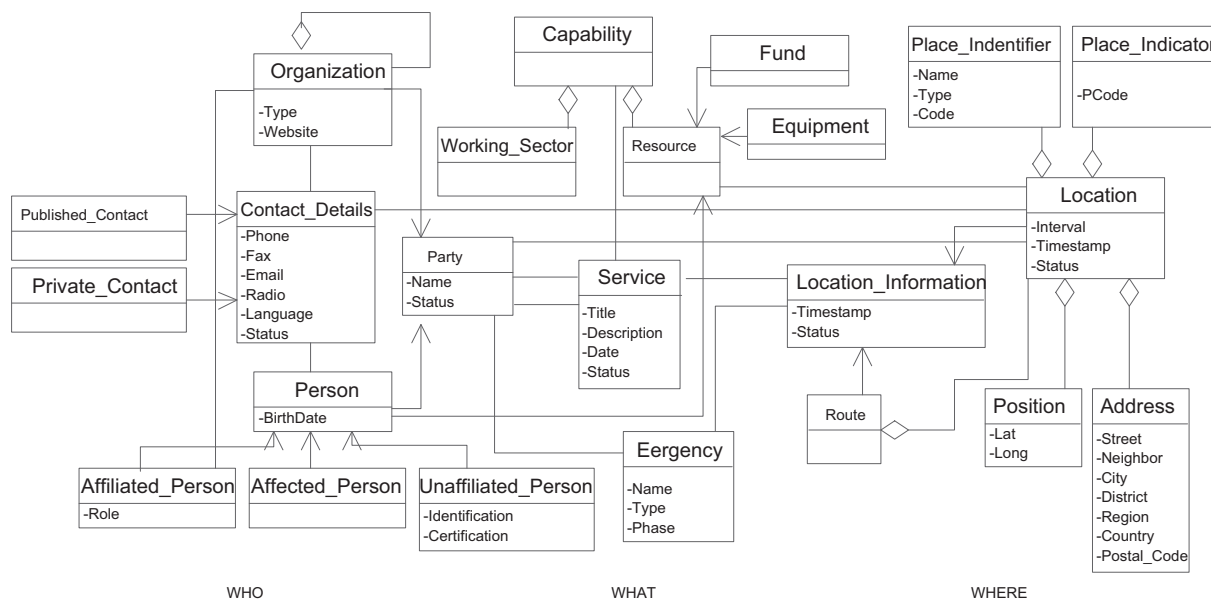 Organization
-Type
-Website
Capability
Fund
Place_Indentifier
-Name
-Type
-Code
Place_Indicator
-PCode
Working_Sector
Resource
Equipment
Published_Contact
Private_Contact
Contact_Details
-Phone
-Fax
-Email
-Radio
-Language
-Status
Party
-Name
-Status
Service
-Title
-Description
-Date
-Status
Location_Information
-Timestamp
-Status
Location
-Interval
-Timestamp
-Status
Person
-BirthDate
Affiliated_Person
-Role
Affected_Person
Unaffiliated_Person
-Identification
-Certification
Eergency
-Name
-Type
-Phase
Route
Position
-Lat
-Long
Address
-Street
-Neighbor
-City
-District
-Region
-Country
-Postal_Code
WHO
WHAT
WHERE